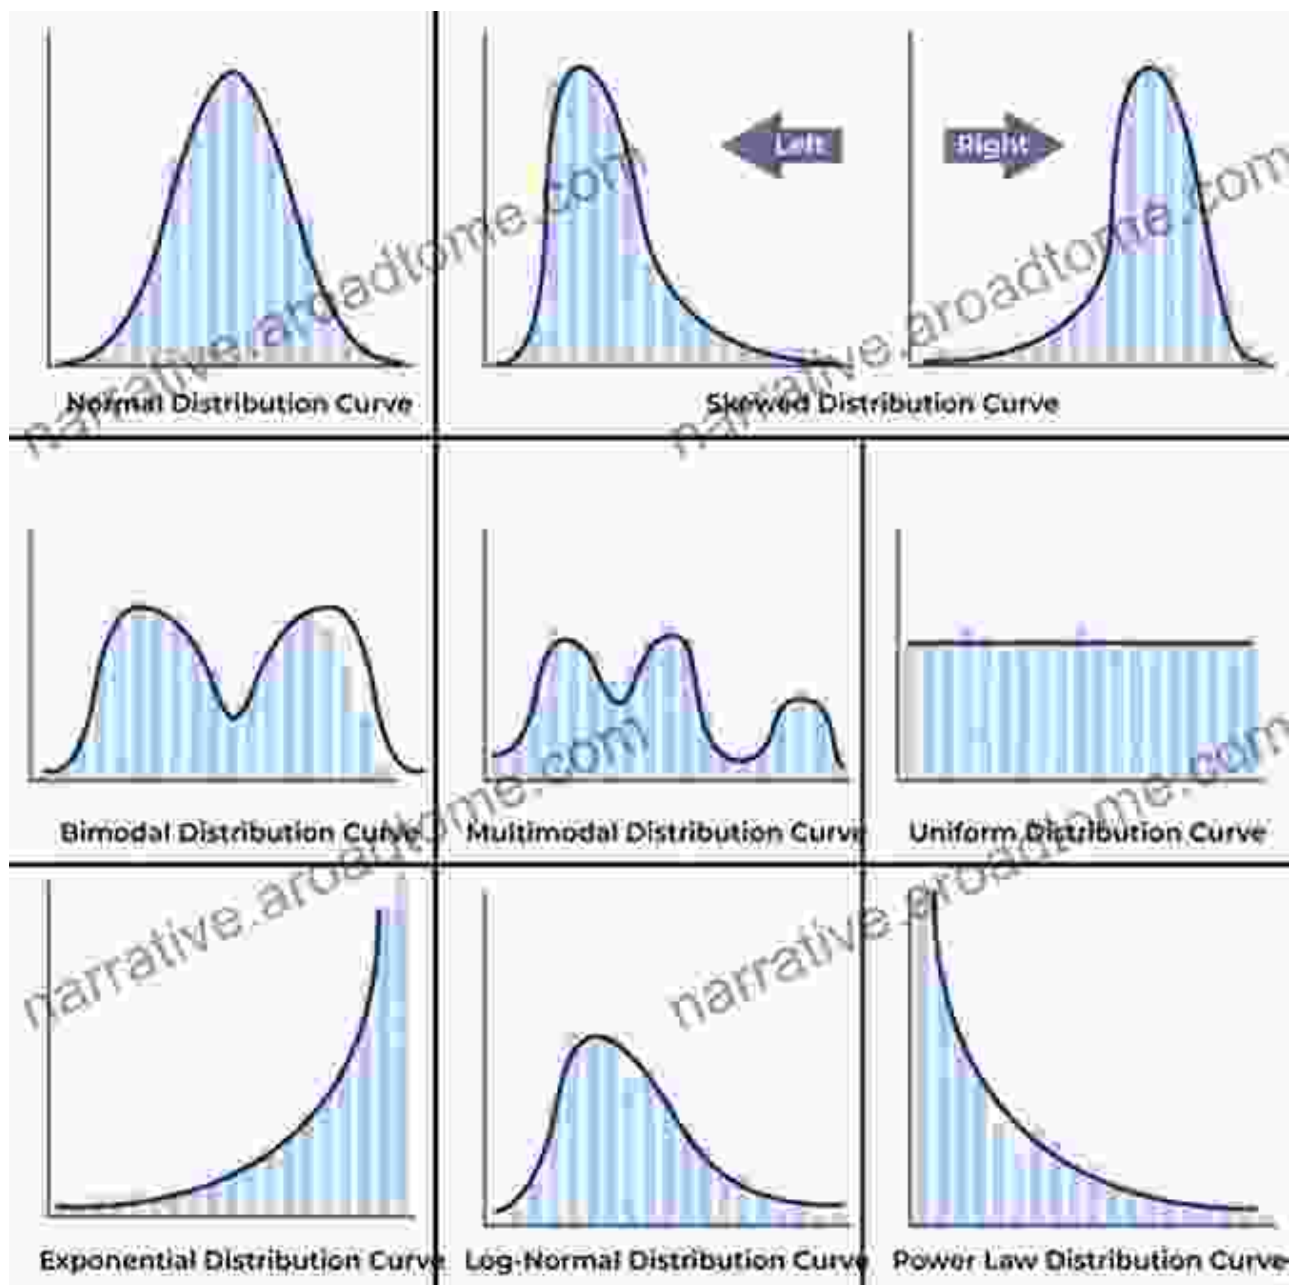 Left
Right
Normal Distribution Curve
Skewed Distribution Curve
narrative.aroadtome.com
narrative.aroadtome.com
Bimodal Distribution Curve
Multimodal Distribution Curve
Uniform Distribution Curve
narrative.aroadtome.com
narrative.aroadtome.com
Exponential Distribution Curve
Log-Normal Distribution Curve
Power Law Distribution Curve